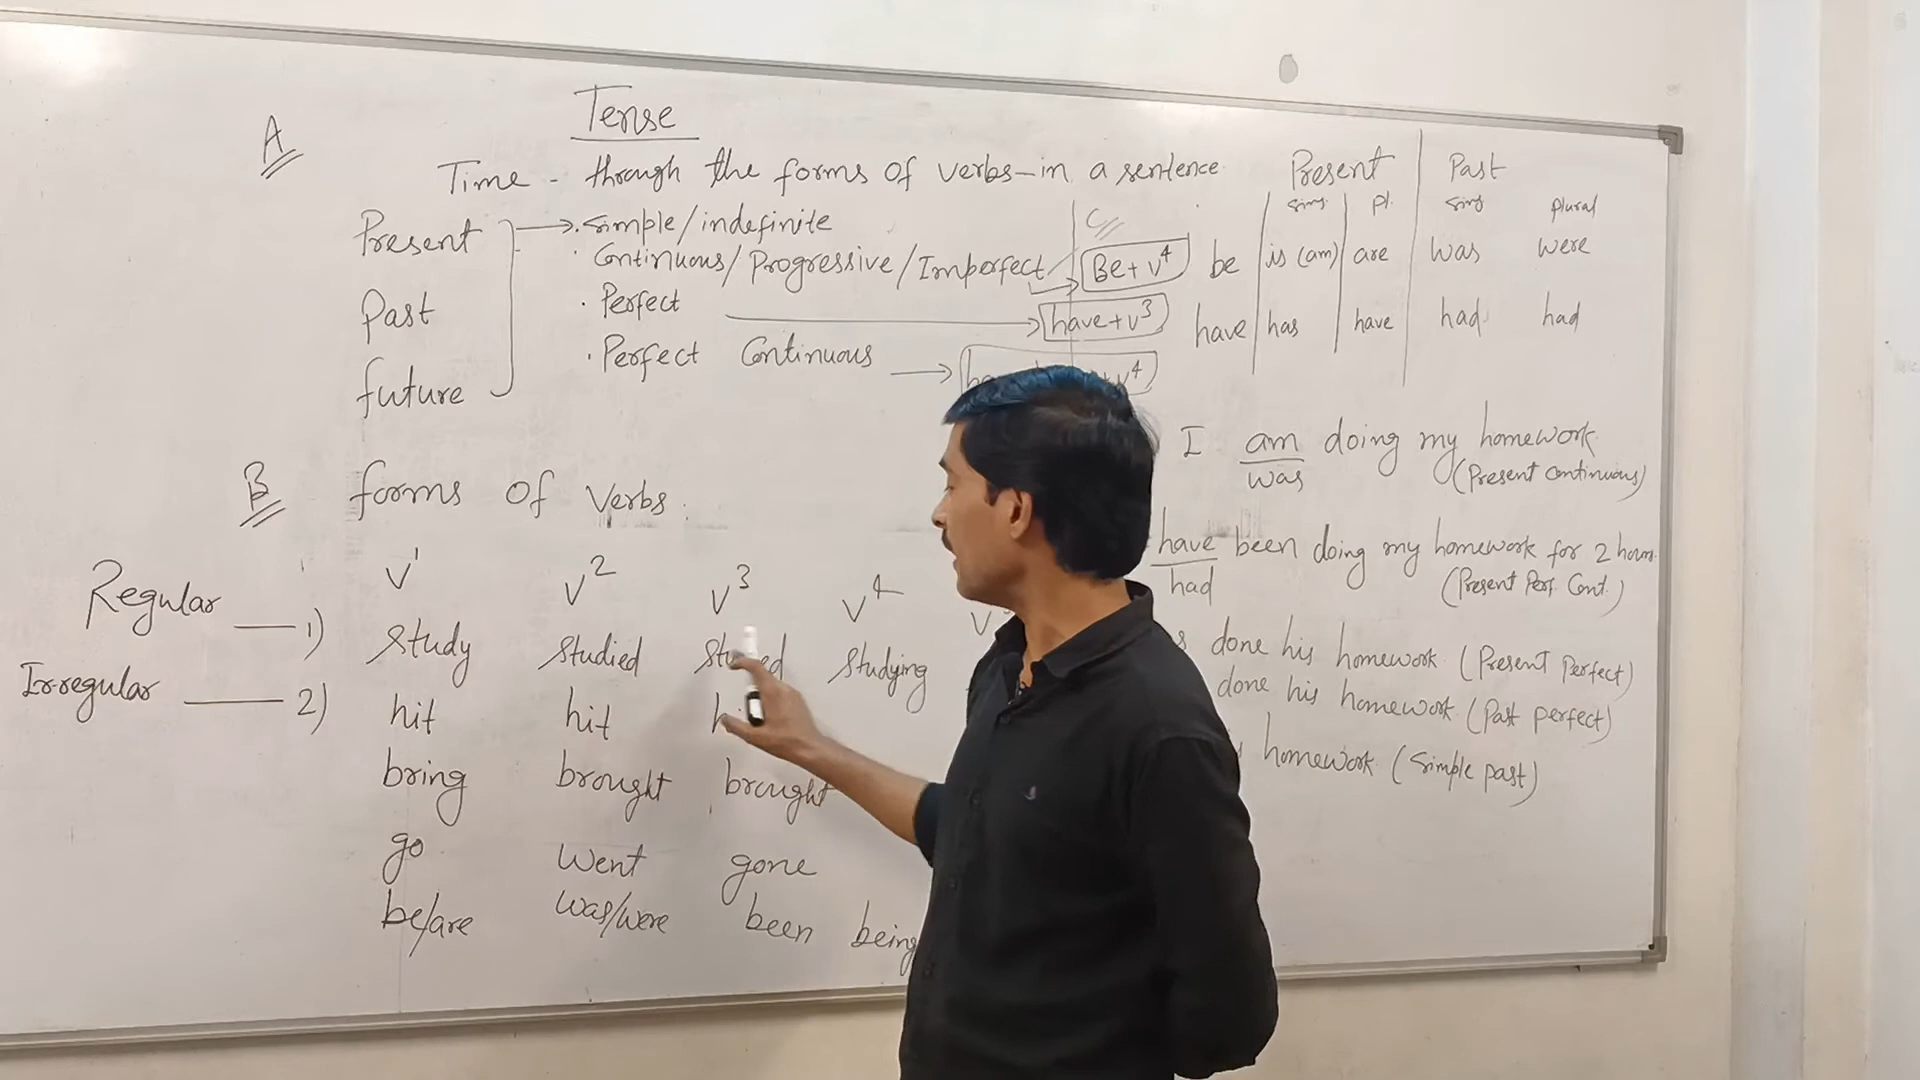 Tense
A
Time - through the forms of verbs - in a sentence
Present
Past
future
→ . simple/indefinite
. Continuous/Progressive/Imperfect
. Perfect
. Perfect Continuous
C
Be + v⁴
have + v³
v⁴
Present | Past
sing. | pl. | sing | plural
be | is (am) | are | was | were
have | has | have | had | had
I am doing my homework
was (Present continuous)
have been doing my homework for 2 hours.
had (Present Perf. Cont.)
done his homework (Present Perfect)
done his homework (Past perfect)
homework (Simple past)
B forms of verbs
v¹ v² v³ v⁴ v
Regular — 1) study studied studied studying
Irregular — 2) hit hit
bring brought brought
go went gone
be/are was/were been being